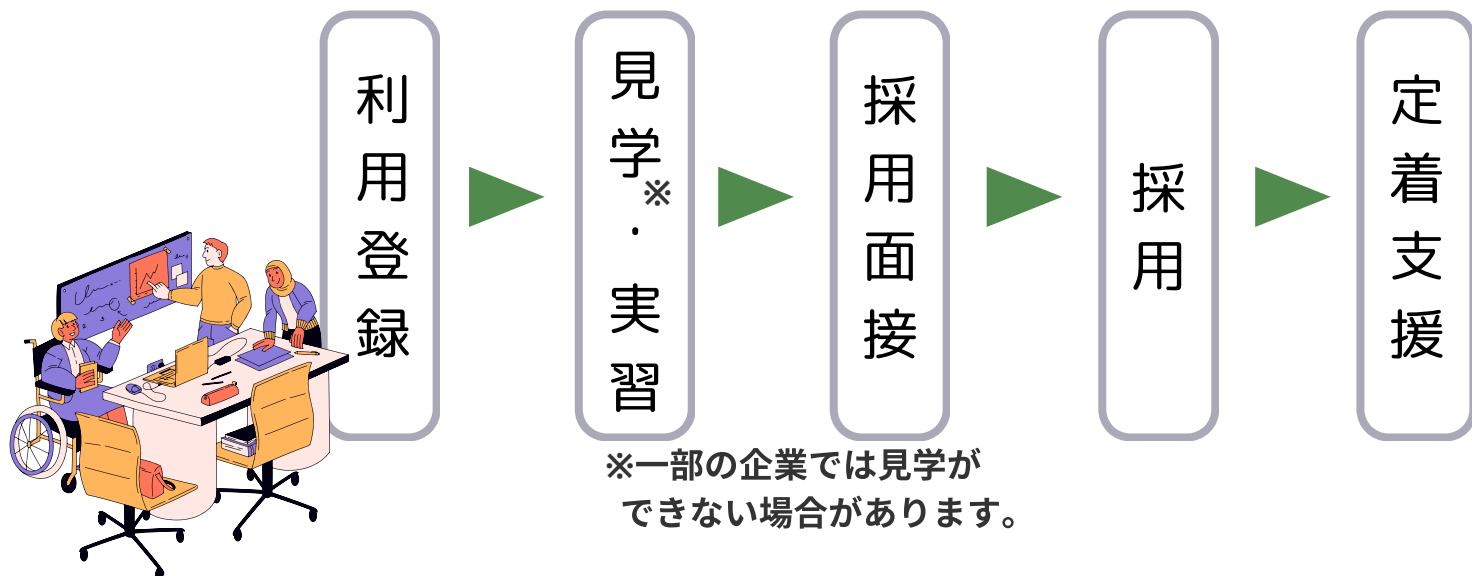 利用登録
見学※・実習
採用面接
採用
定着支援
※一部の企業では見学が
できない場合があります。